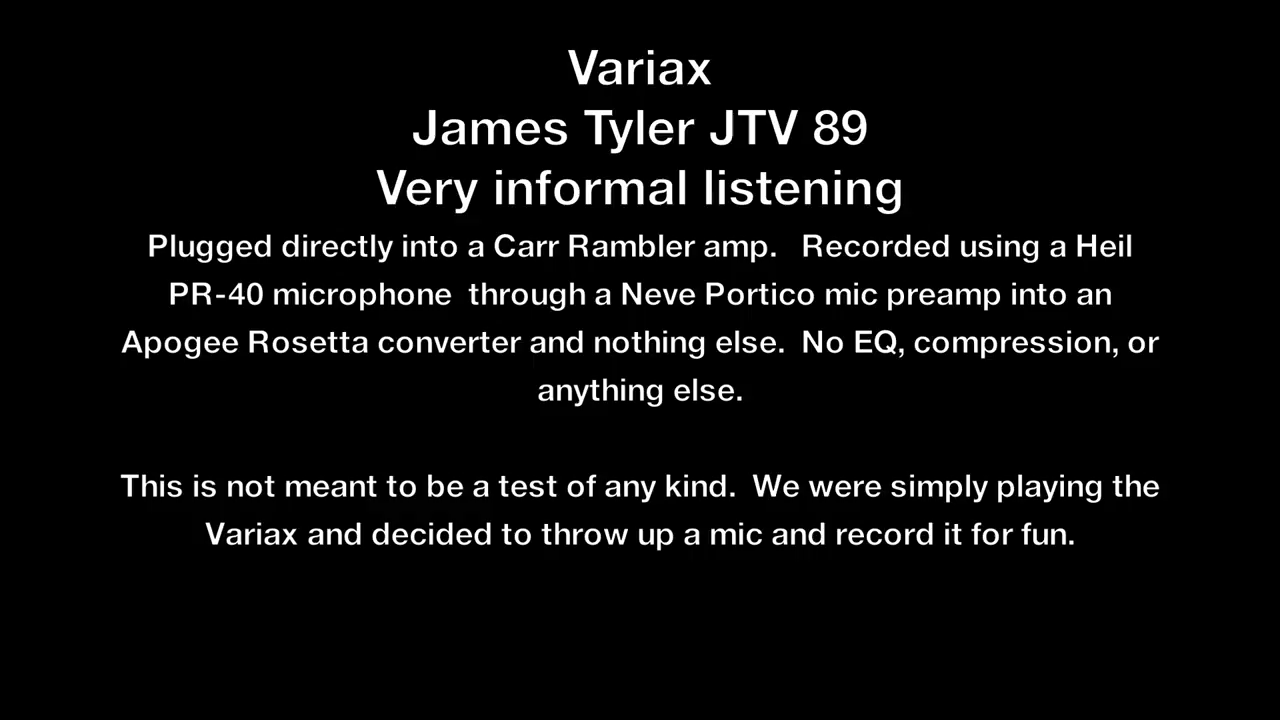 Variax
James Tyler JTV 89
Very informal listening
Plugged directly into a Carr Rambler amp.   Recorded using a Heil
PR-40 microphone  through a Neve Portico mic preamp into an
Apogee Rosetta converter and nothing else.  No EQ, compression, or
anything else.
This is not meant to be a test of any kind.  We were simply playing the
Variax and decided to throw up a mic and record it for fun.